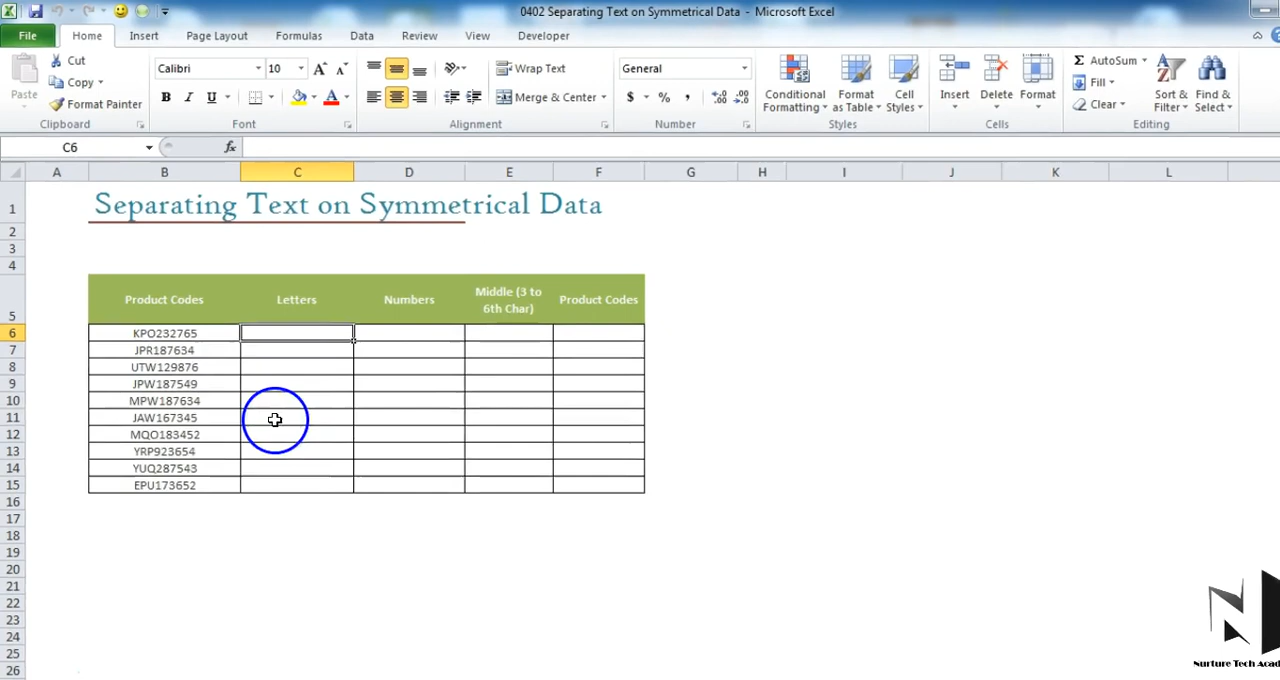 0402 Separating Text on Symmetrical Data - Microsoft Excel
File Home Insert Page Layout Formulas Data Review View Developer
Paste Cut Copy Format Painter Clipboard
Calibri 10 A A B I U A Font
Wrap Text Merge & Center Alignment
General $ % , Number
Conditional Formatting Format as Table Cell Styles Styles
Insert Delete Format Cells
Σ AutoSum Fill Clear Sort & Filter Find & Select Editing
C6 fx
A B C D E F G H I J K L
1 Separating Text on Symmetrical Data
2
3
4
5 Product Codes Letters Numbers Middle (3 to 6th Char) Product Codes
6 KPO232765
7 JPR187634
8 UTW129876
9 JPW187549
10 MPW187634
11 JAW167345
12 MQO183452
13 YRP923654
14 YUQ287543
15 EPU173652
16
17
18
19
20
21
22
23
24
25
26
Nurture Tech Acad